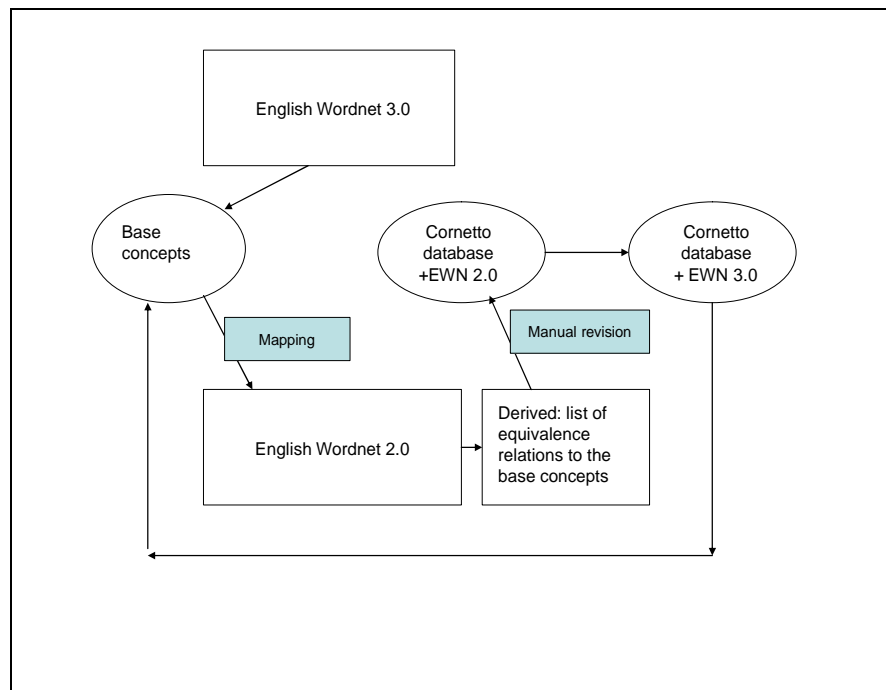 English Wordnet 3.0
Base
concepts
Cornetto
database
+EWN 2.0
Cornetto
database
+ EWN 3.0
Mapping
Manual revision
English Wordnet 2.0
Derived: list of
equivalence
relations to the
base concepts